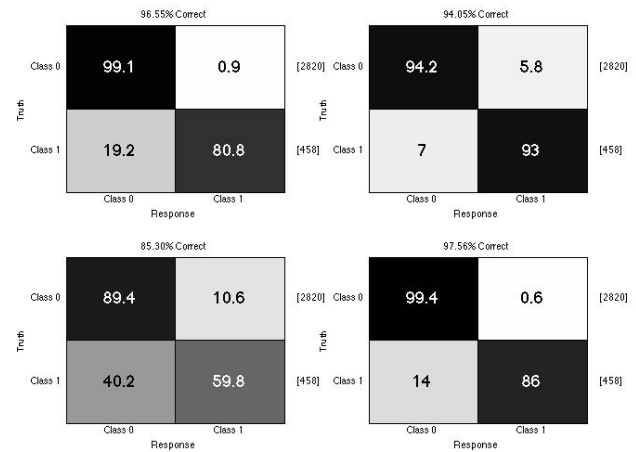 96.55% Correct
Class 0 99.1 0.9 [2820]
Truth
Class 1 19.2 80.8 [458]
Class 0 Class 1
Response
94.05% Correct
Class 0 94.2 5.8 [2820]
Truth
Class 1 7 93 [458]
Class 0 Class 1
Response
85.30% Correct
Class 0 89.4 10.6 [2820]
Truth
Class 1 40.2 59.8 [458]
Class 0 Class 1
Response
97.56% Correct
Class 0 99.4 0.6 [2820]
Truth
Class 1 14 86 [458]
Class 0 Class 1
Response